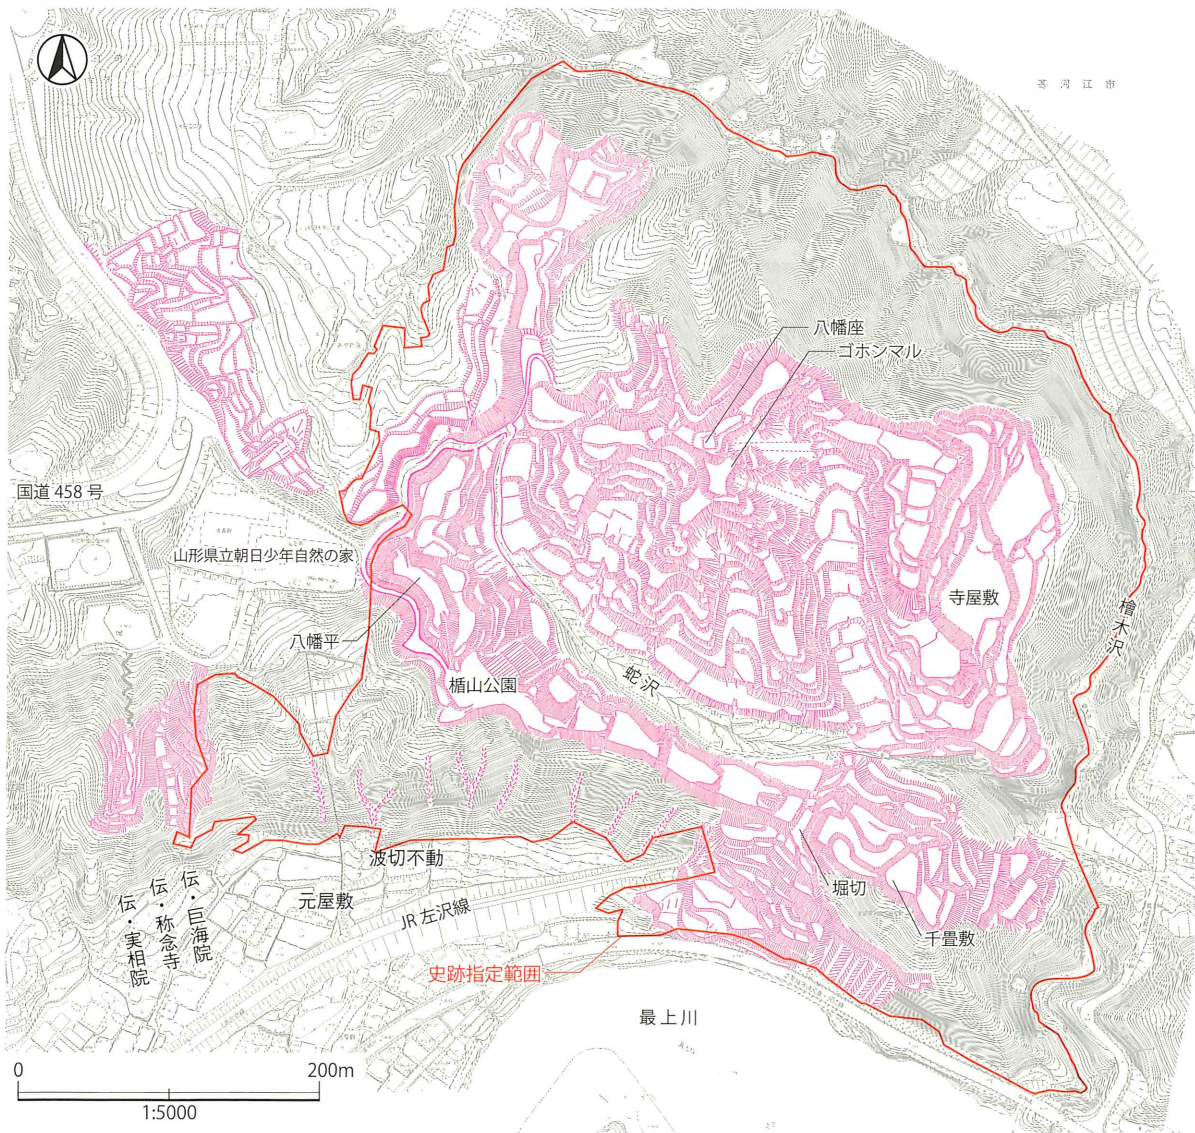 寒河江市
八幡座
ゴホンマル
国道458号
山形県立朝日少年自然の家
寺屋敷
檜木沢
八幡平
楯山公園
蛇沢
波切不動
元屋敷
JR左沢線
堀切
千畳敷
伝・巨海院
伝・称念寺
伝・実相院
史跡指定範囲
最上川
0 200m
1:5000